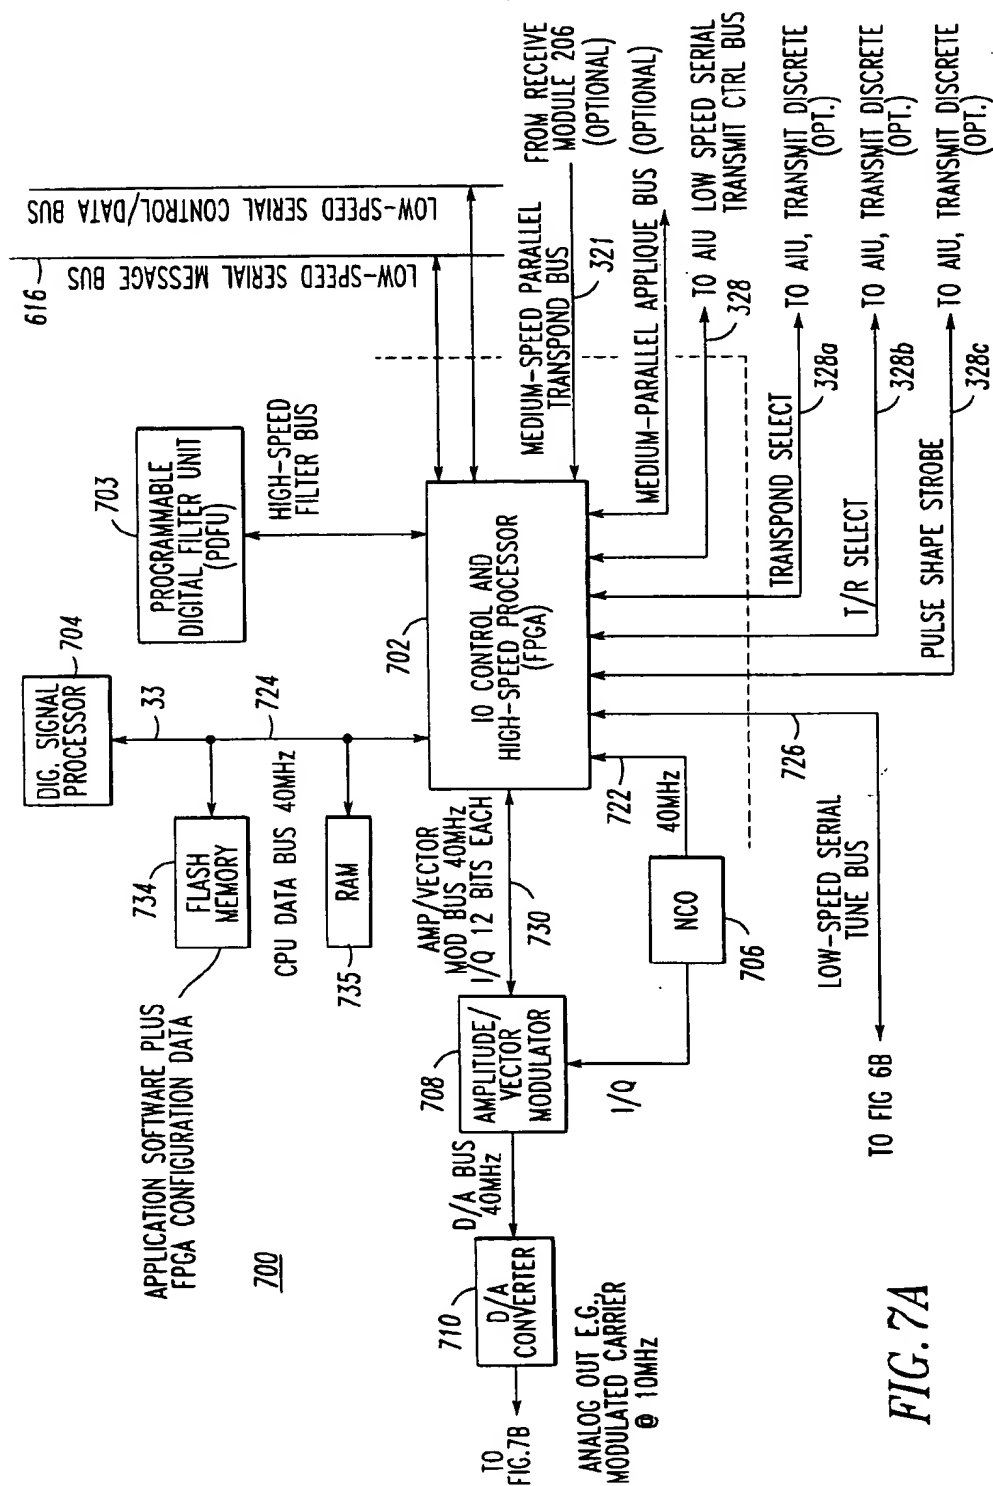 700
APPLICATION SOFTWARE PLUS
FPGA CONFIGURATION DATA
734
FLASH
MEMORY
DIG. SIGNAL
PROCESSOR
704
33
724
CPU DATA BUS 40MHz
RAM
735
703
PROGRAMMABLE
DIGITAL FILTER UNIT
(PDFU)
HIGH-SPEED
FILTER BUS
616
LOW-SPEED SERIAL MESSAGE BUS
LOW-SPEED SERIAL CONTROL/DATA BUS
TO
FIG.7B
710
D/A
CONVERTER
ANALOG OUT E.G.,
MODULATED CARRIER
@ 10MHz
D/A BUS
40MHz
708
AMPLITUDE/
VECTOR
MODULATOR
I/Q
AMP/VECTOR
MOD BUS 40MHz
I/Q 12 BITS EACH
730
702
IO CONTROL AND
HIGH-SPEED PROCESSOR
(FPGA)
NCO
706
40MHz
722
726
LOW-SPEED SERIAL
TUNE BUS
TO FIG 6B
MEDIUM-SPEED PARALLEL
TRANSPOND BUS
321
FROM RECEIVE
MODULE 206
(OPTIONAL)
MEDIUM-PARALLEL APPLIQUE BUS (OPTIONAL)
TO AIU LOW SPEED SERIAL
TRANSMIT CTRL BUS
328
TRANSPOND SELECT
328a
TO AIU, TRANSMIT DISCRETE
(OPT.)
T/R SELECT
328b
TO AIU, TRANSMIT DISCRETE
(OPT.)
PULSE SHAPE STROBE
328c
TO AIU, TRANSMIT DISCRETE
(OPT.)
FIG. 7A